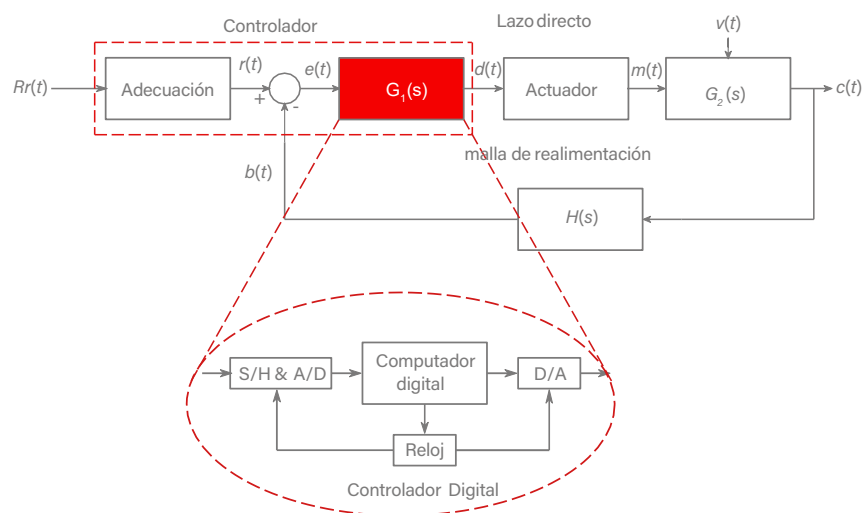 Controlador
Lazo directo
v(t)
Rr(t)
Adecuación
r(t)
+
-
e(t)
G₁(s)
d(t)
Actuador
m(t)
G₂(s)
c(t)
malla de realimentación
b(t)
H(s)
S/H & A/D
Computador
digital
D/A
Reloj
Controlador Digital